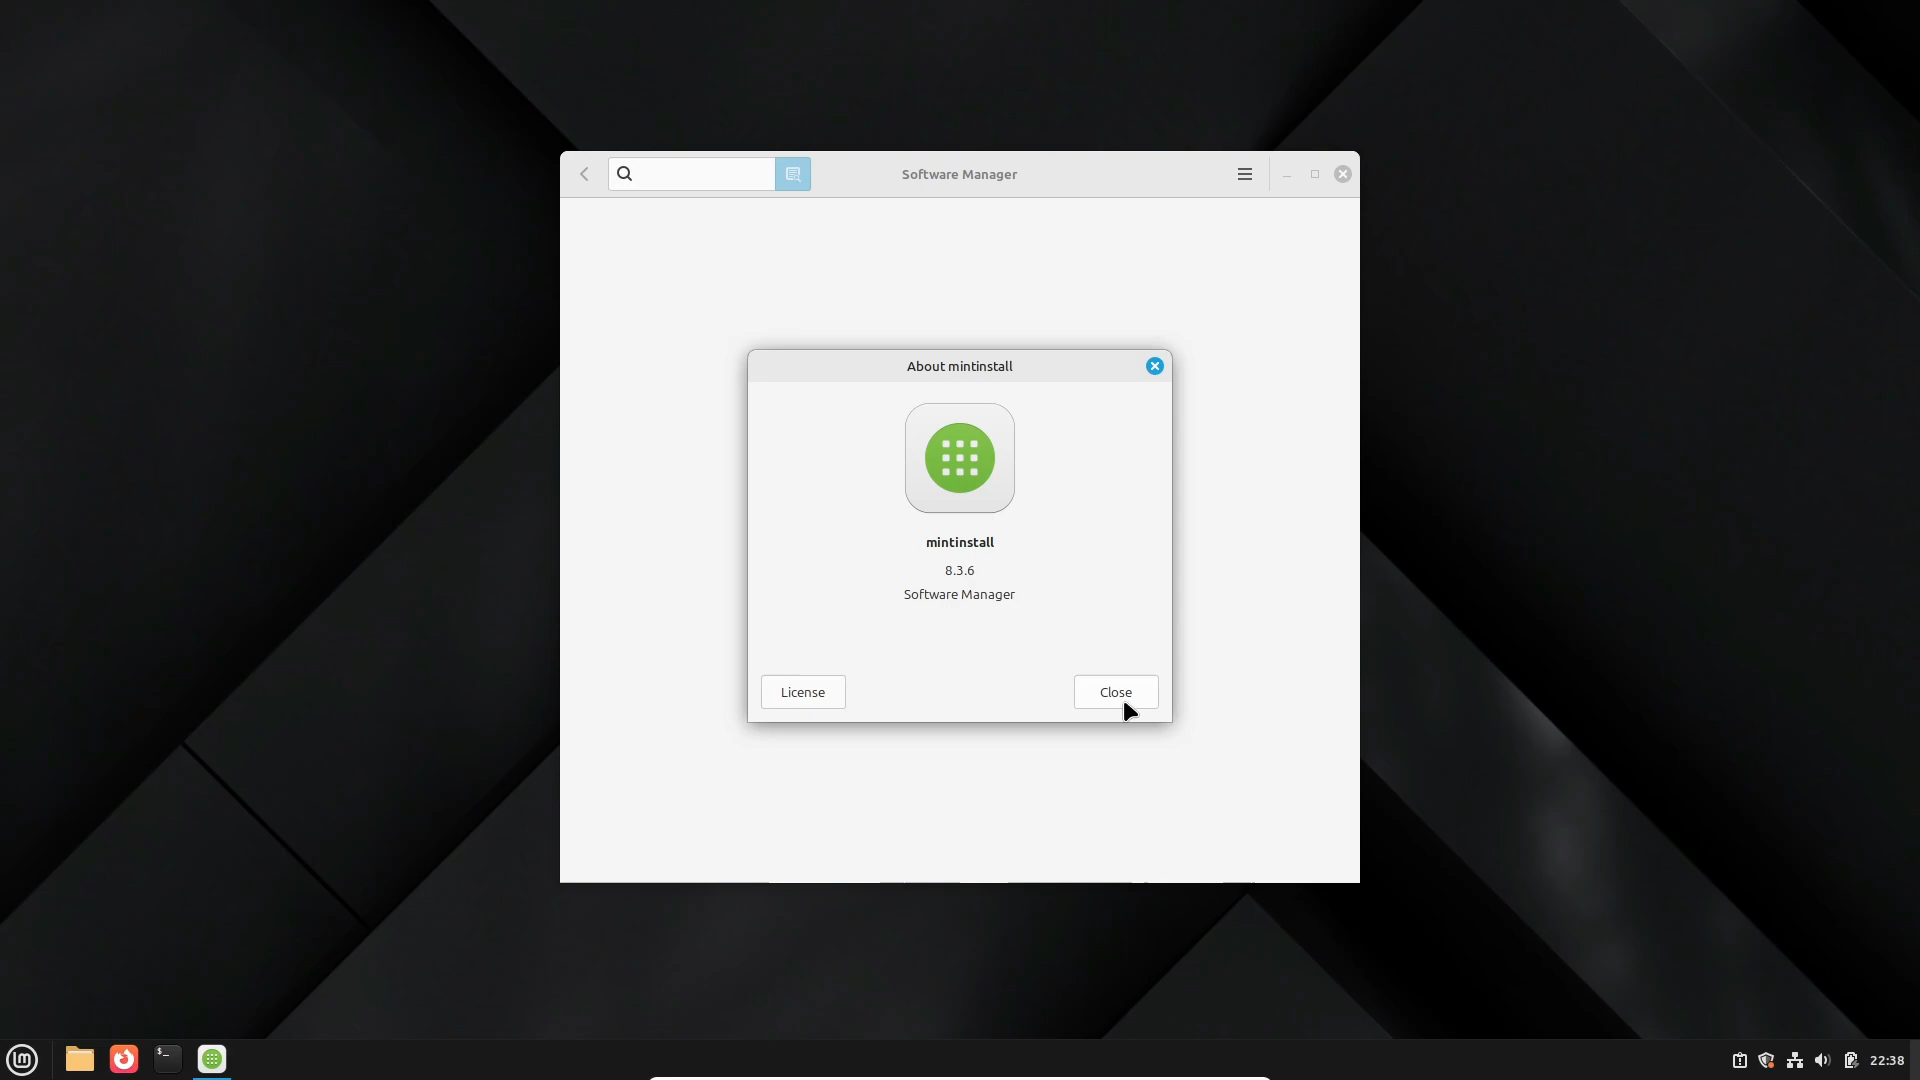 Software Manager
About mintinstall
mintinstall
8.3.6
Software Manager
License
Close
$_
22:38